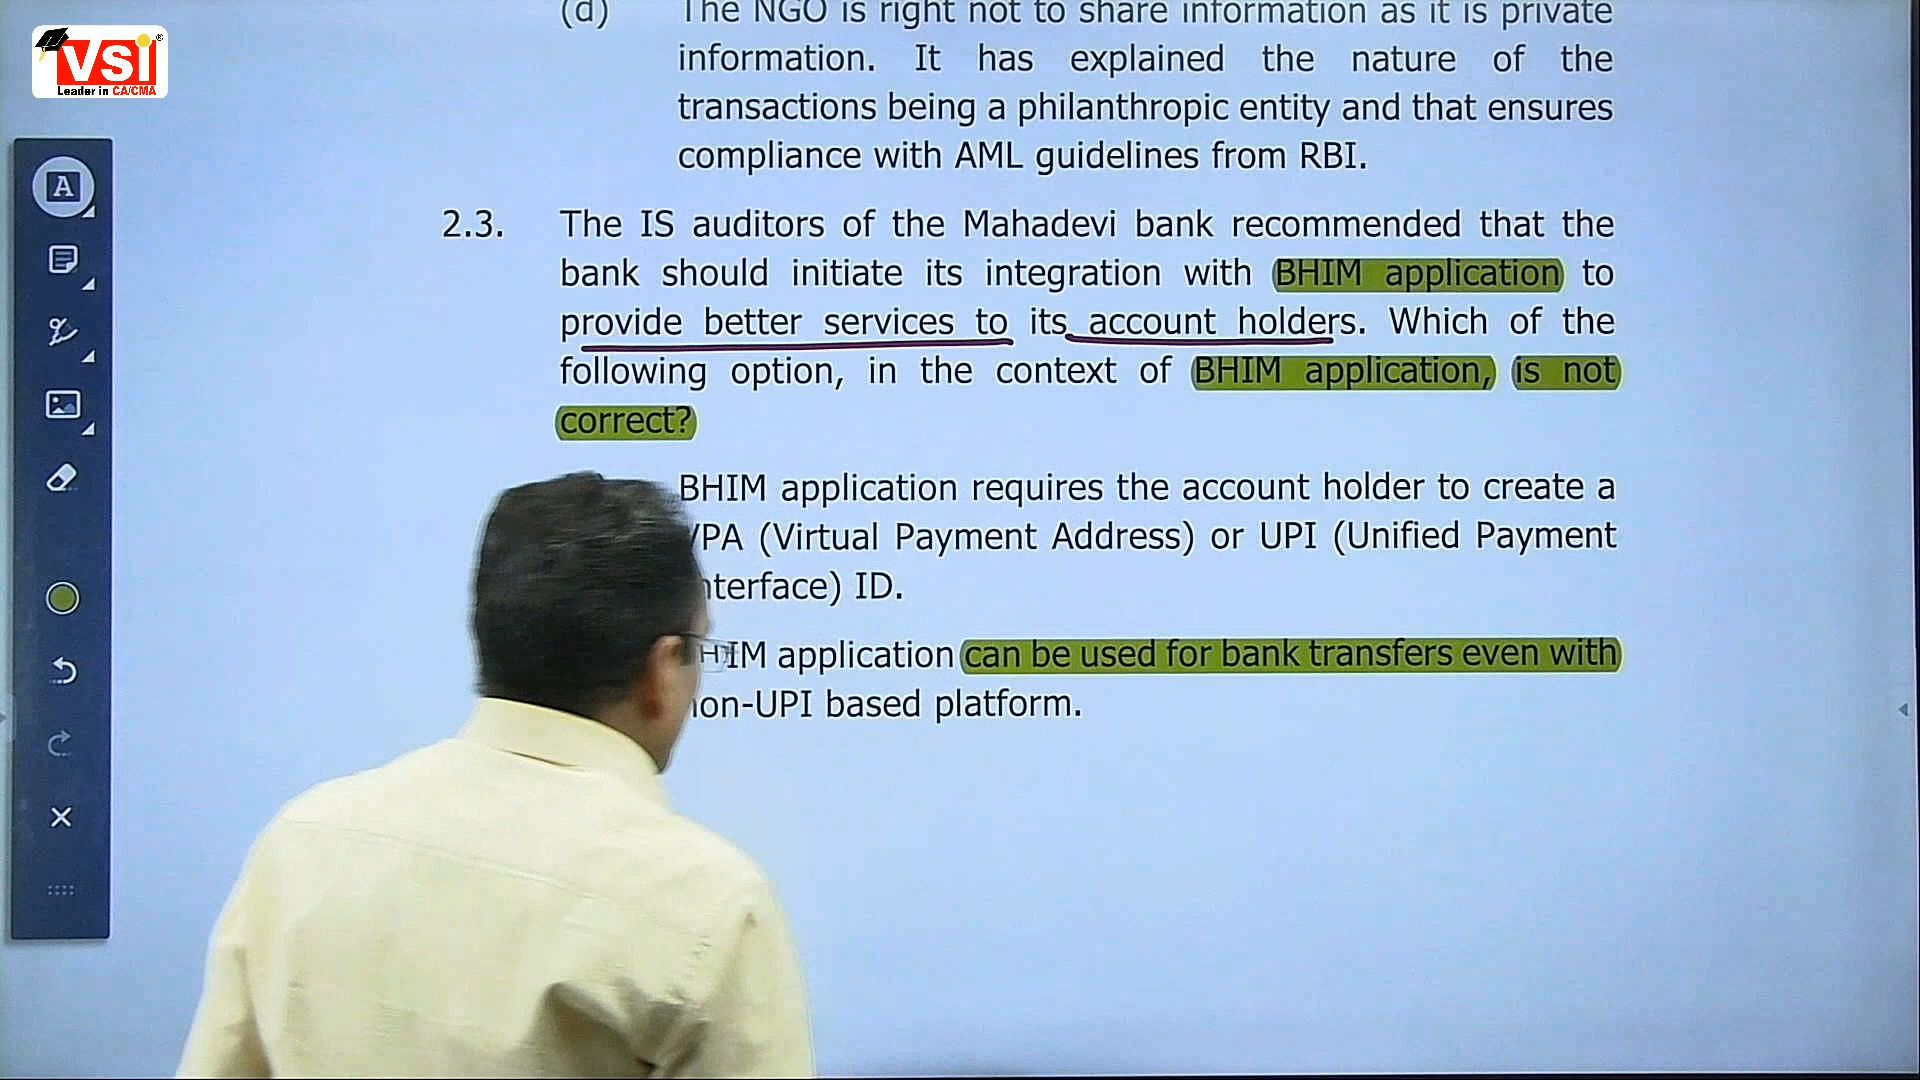 VSI
Leader in CA/CMA
(d) The NGO is right not to share information as it is private
information. It has explained the nature of the
transactions being a philanthropic entity and that ensures
compliance with AML guidelines from RBI.
A
2.3. The IS auditors of the Mahadevi bank recommended that the
bank should initiate its integration with BHIM application to
provide better services to its account holders. Which of the
following option, in the context of BHIM application, is not
correct?
BHIM application requires the account holder to create a
VPA (Virtual Payment Address) or UPI (Unified Payment
nterface) ID.
HIM application can be used for bank transfers even with
non-UPI based platform.